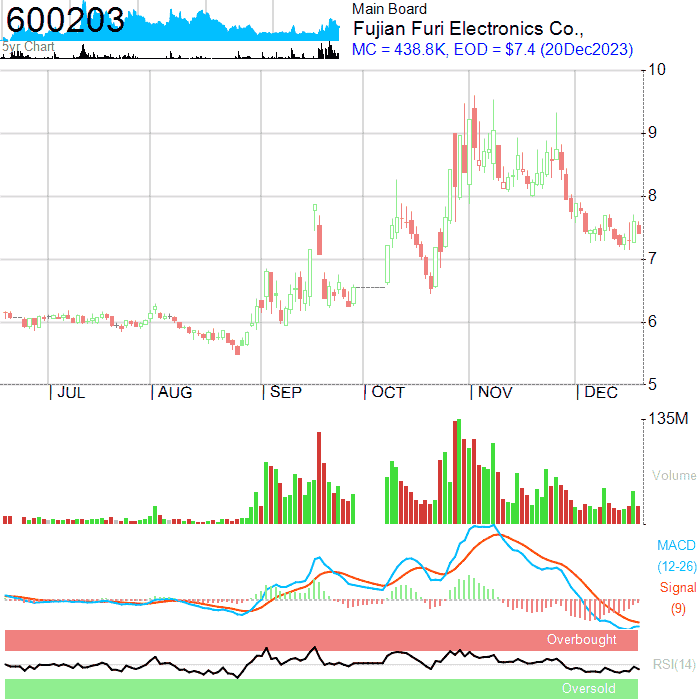 600203
5yr Chart
Main Board
Fujian Furi Electronics Co.,
MC = 438.8K, EOD = $7.4 (20Dec2023)
10
9
8
7
6
5
JUL AUG SEP OCT NOV DEC
135M
Volume
MACD
(12-26)
Signal
(9)
Overbought
RSI(14)
Oversold